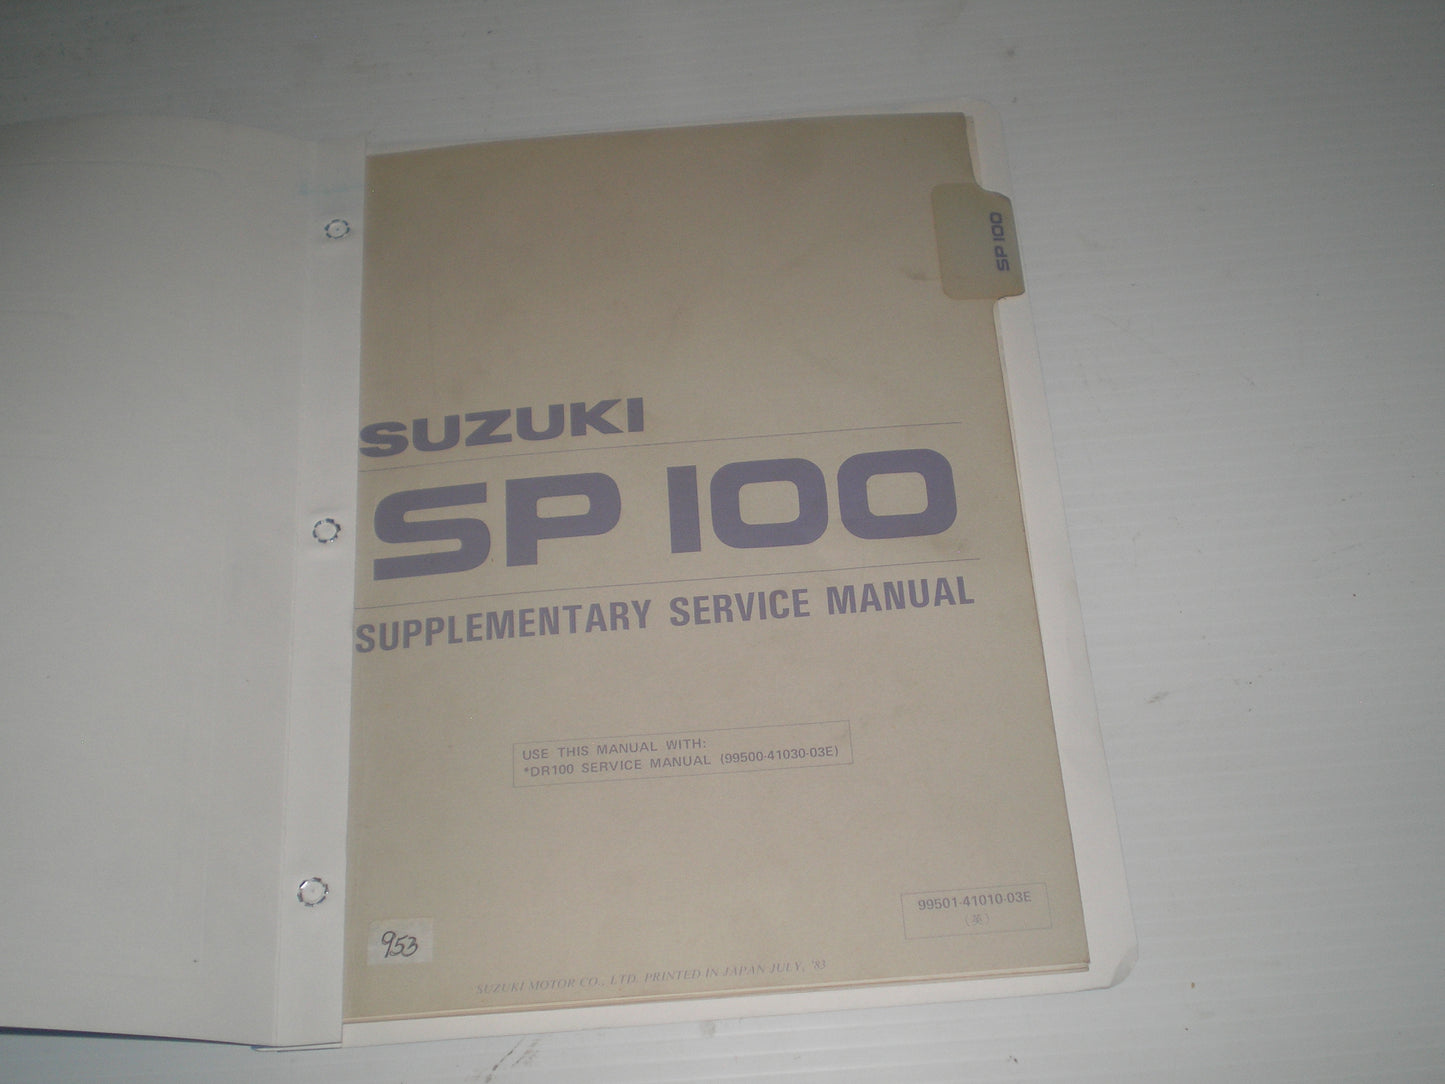 SP 100
SUZUKI
SP 100
SUPPLEMENTARY SERVICE MANUAL
USE THIS MANUAL WITH:
*DR100 SERVICE MANUAL (99500-41030-03E)
99501-41010-03E
(英)
953
SUZUKI MOTOR CO., LTD. PRINTED IN JAPAN JULY, '83